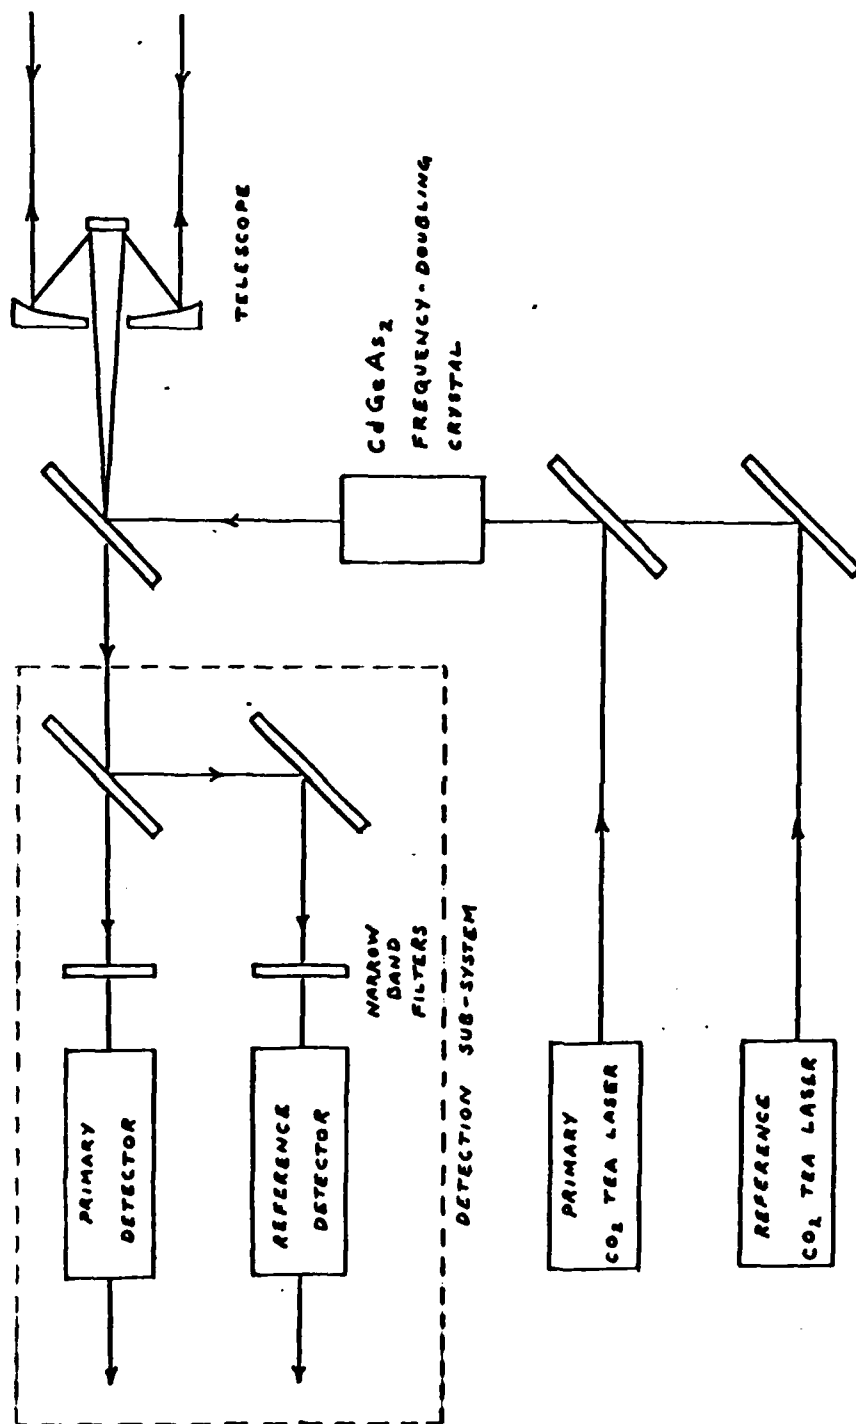 TELESCOPE
CdGeAs₂
FREQUENCY-DOUBLING
CRYSTAL
NARROW
BAND
FILTERS
DETECTION SUB-SYSTEM
PRIMARY
DETECTOR
REFERENCE
DETECTOR
PRIMARY
CO₂ TEA LASER
REFERENCE
CO₂ TEA LASER